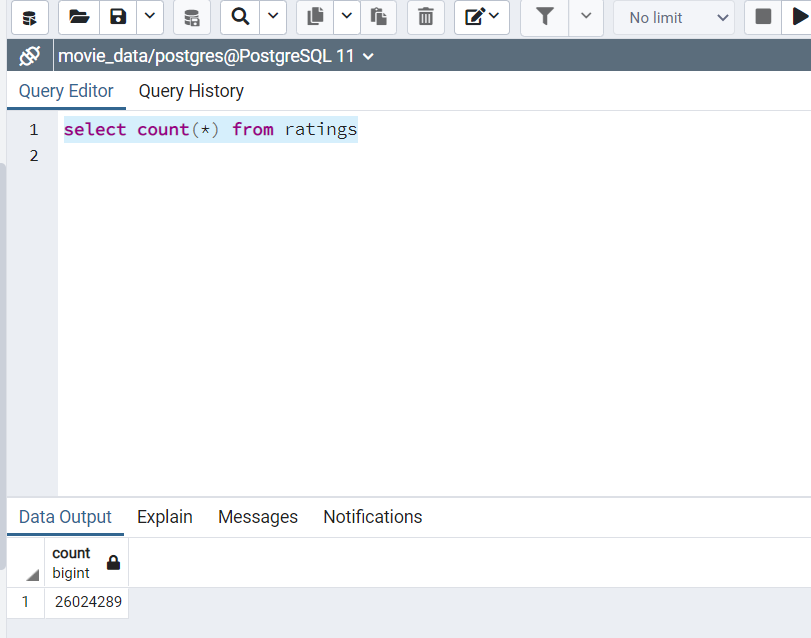 No limit
movie_data/postgres@PostgreSQL 11
Query Editor Query History
1 select count(*) from ratings
2
Data Output Explain Messages Notifications
count
bigint
1 26024289